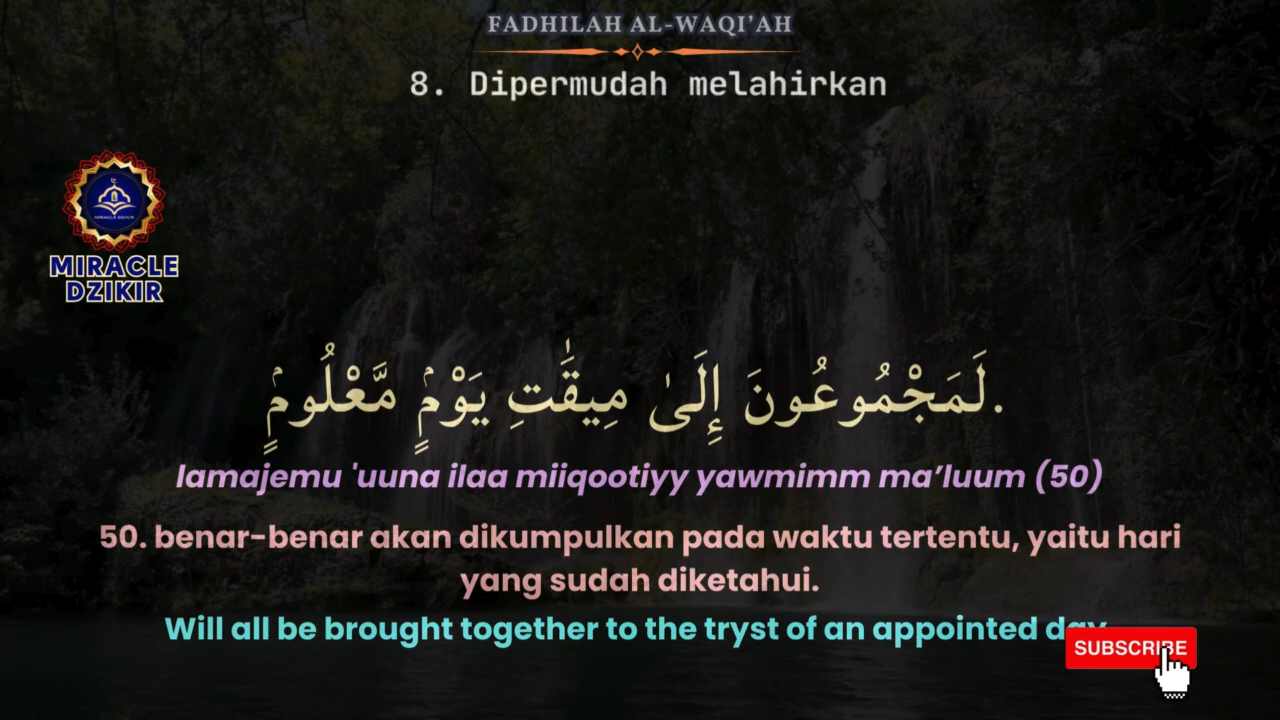 FADHILAH AL-WAQI'AH
8. Dipermudah melahirkan
MIRACLE
DZIKIR
لَمَجْمُوعُونَ إِلَىٰ مِيقَٰتِ يَوْمٍۢ مَّعْلُومٍۢ.
lamajemu 'uuna ilaa miiqootiyy yawmimm ma’luum (50)
50. benar-benar akan dikumpulkan pada waktu tertentu, yaitu hari
yang sudah diketahui.
Will all be brought together to the tryst of an appointed day.
SUBSCRIBE